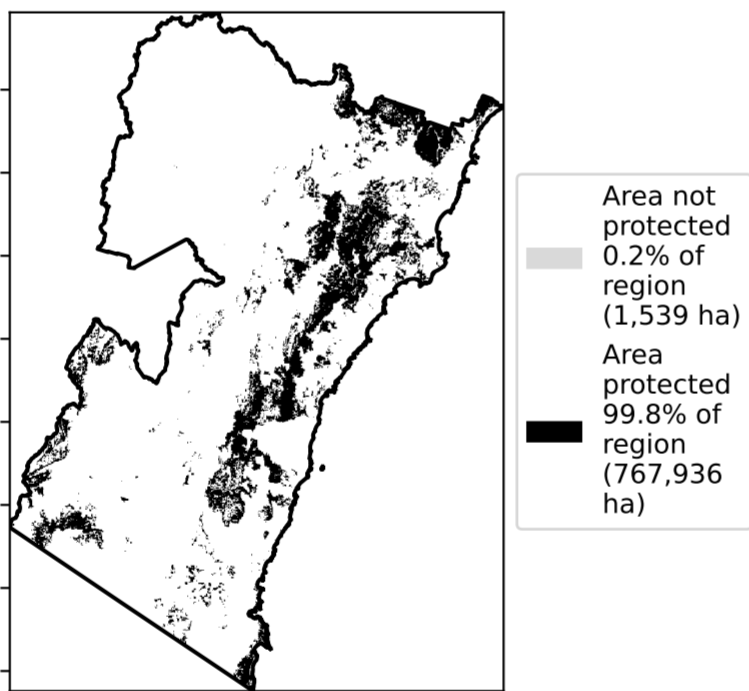 Area not
protected
0.2% of
region
(1,539 ha)
Area
protected
99.8% of
region
(767,936
ha)